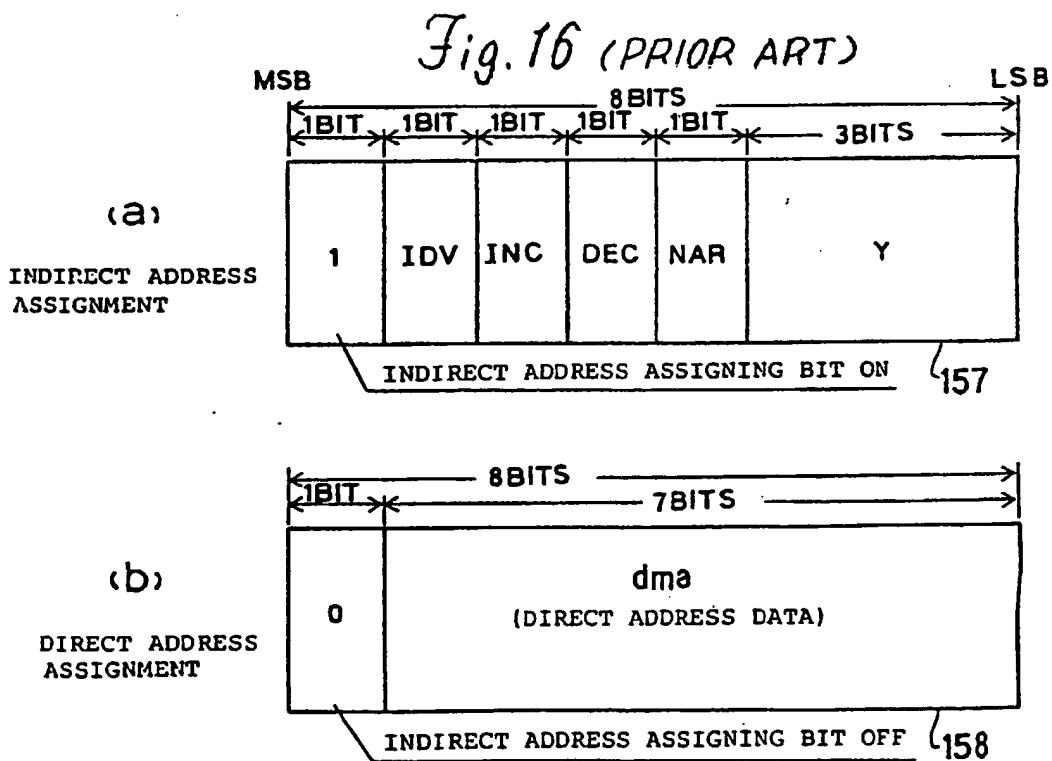 Fig. 16 (PRIOR ART)
MSB LSB
8BITS
1BIT 1BIT 1BIT 1BIT 1BIT 3BITS
(a)
INDIRECT ADDRESS
ASSIGNMENT
1 IDV INC DEC NAR Y
INDIRECT ADDRESS ASSIGNING BIT ON 157
8BITS
1BIT 7BITS
(b)
DIRECT ADDRESS
ASSIGNMENT
0 dma
(DIRECT ADDRESS DATA)
INDIRECT ADDRESS ASSIGNING BIT OFF 158